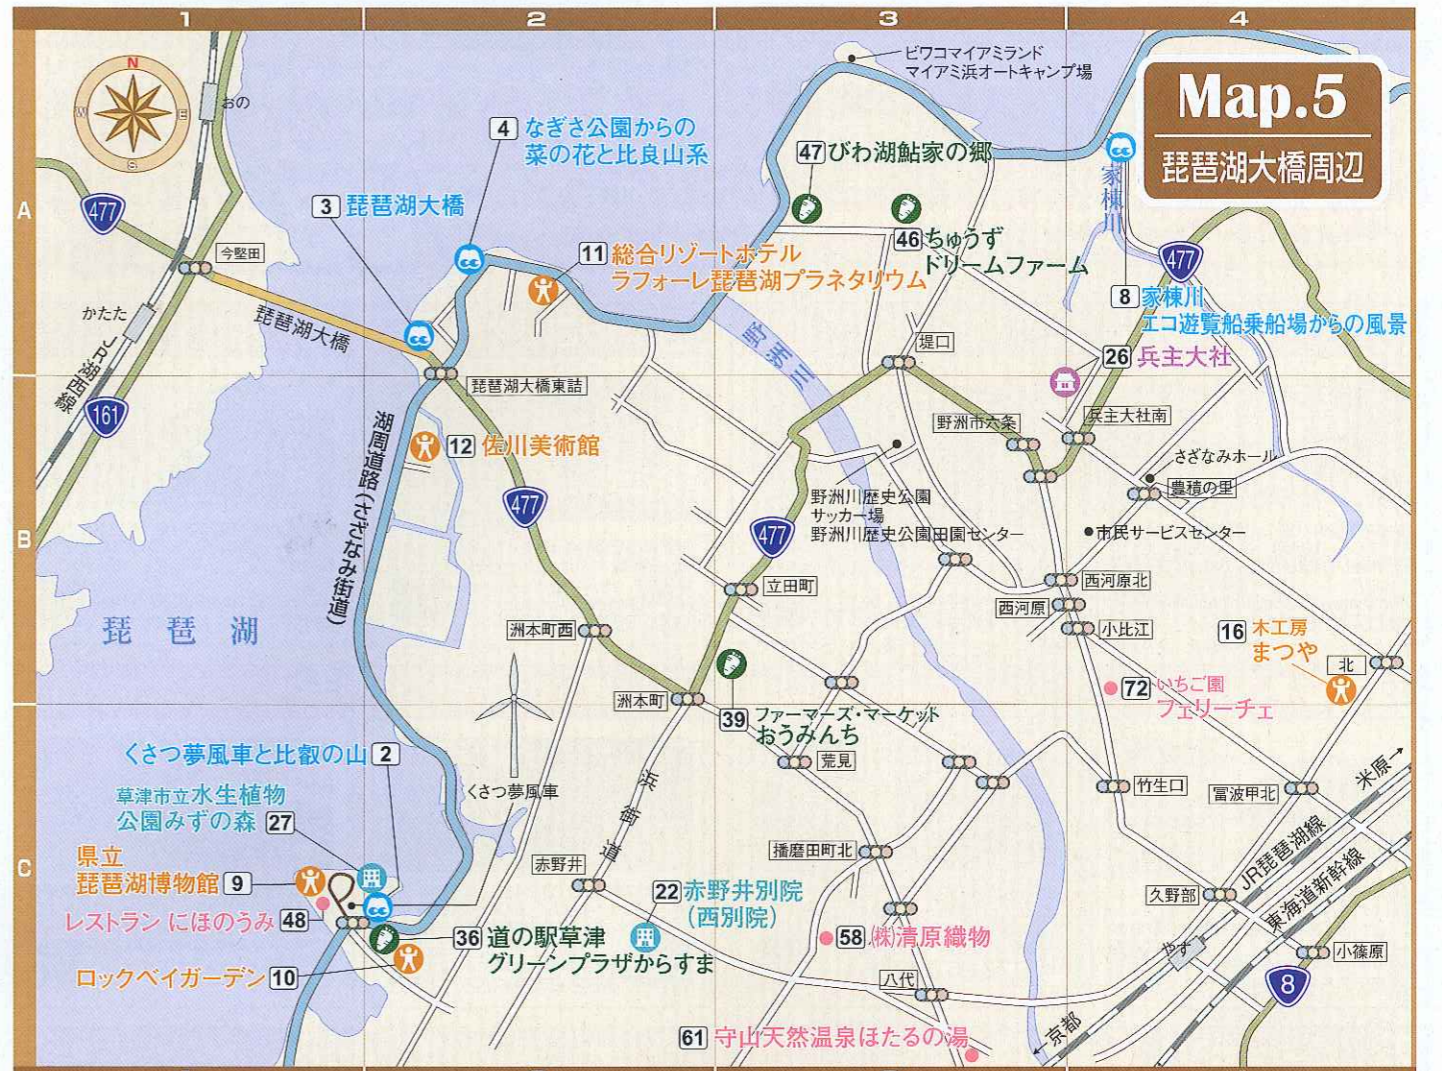 1
2
3
4
A
B
C
N
E
S
W
Map.5
琵琶湖大橋周辺
ビワコマイアミランド
マイアミ浜オートキャンプ場
おの
4 なぎさ公園からの
菜の花と比良山系
47 びわ湖鮎家の郷
家棟川
3 琵琶湖大橋
477
今堅田
46 ちゅうず
ドリームファーム
11 総合リゾートホテル
ラフォーレ琵琶湖プラネタリウム
477
8 家棟川
エコ遊覧船乗船場からの風景
かたた
琵琶湖大橋
野洲川
堤口
26 兵主大社
JR湖西線
161
琵琶湖大橋東詰
湖周道路(さざなみ街道)
12 佐川美術館
野洲市六条
兵主大社南
さざなみホール
豊積の里
477
野洲川歴史公園
サッカー場
野洲川歴史公園田園センター
477
市民サービスセンター
立田町
西河原北
西河原
小比江
琵琶湖
洲本町西
16 木工房
まつや
北
洲本町
72 いちご園
フェリーチェ
39 ファーマーズ・マーケット
おうみんち
くさつ夢風車と比叡の山 2
荒見
くさつ夢風車
浜街道
竹生口
冨波甲北
米原
草津市立水生植物
公園みずの森 27
播磨田町北
JR琵琶湖線
東海道新幹線
県立
琵琶湖博物館 9
赤野井
22 赤野井別院
(西別院)
久野部
レストラン にほのうみ 48
36 道の駅草津
グリーンプラザからすま
58 ㈱清原織物
やす
小篠原
ロックベイガーデン 10
八代
8
京都
61 守山天然温泉ほたるの湯